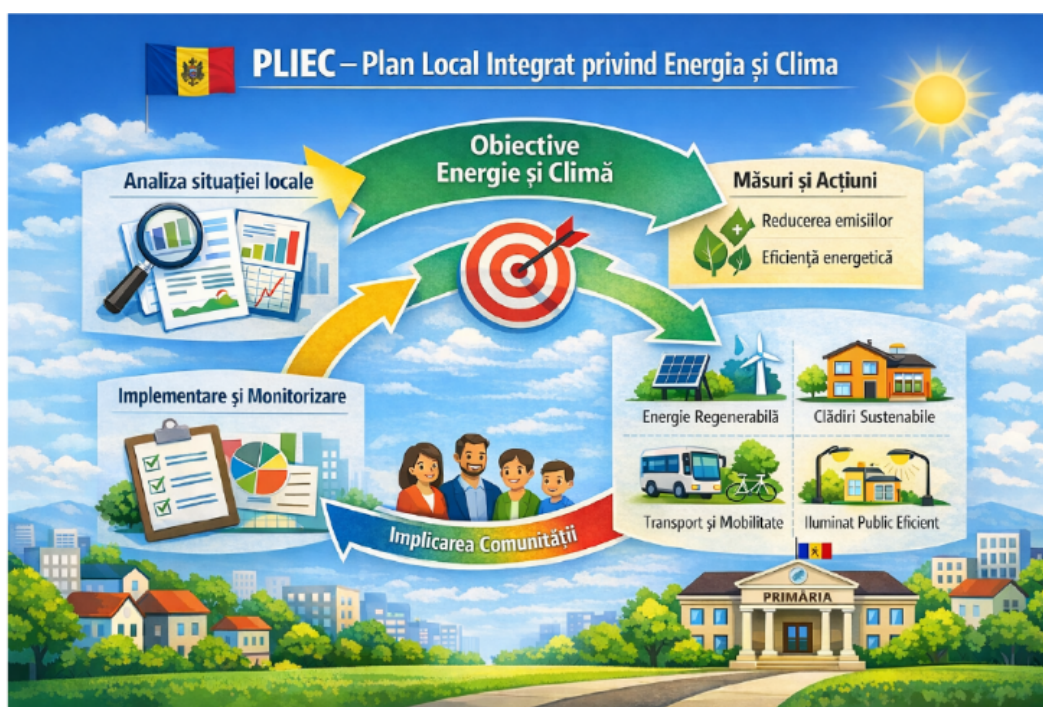 PLIEC – Plan Local Integrat privind Energia și Clima
Obiective
Energie și Climă
Analiza situației locale
Măsuri și Acțiuni
Reducerea emisiilor
Eficiență energetică
Implementare și Monitorizare
Energie Regenerabilă
Clădiri Sustenabile
Transport și Mobilitate
Iluminat Public Eficient
Implicarea Comunității
PRIMĂRIA